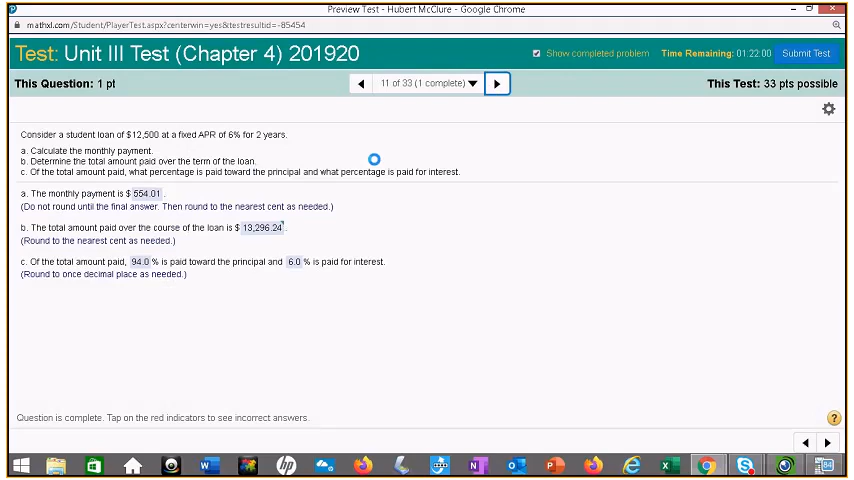 Preview Test - Hubert McClure - Google Chrome
mathxl.com/Student/PlayerTest.aspx?centerwin=yes&testresultid=-85454
Test: Unit III Test (Chapter 4) 201920
Show completed problem
Time Remaining: 01:22:00
Submit Test
This Question: 1 pt
11 of 33 (1 complete)
This Test: 33 pts possible
Consider a student loan of $12,500 at a fixed APR of 6% for 2 years.
a. Calculate the monthly payment.
b. Determine the total amount paid over the term of the loan.
c. Of the total amount paid, what percentage is paid toward the principal and what percentage is paid for interest.
a. The monthly payment is $ 554.01.
(Do not round until the final answer. Then round to the nearest cent as needed.)
b. The total amount paid over the course of the loan is $ 13,296.24.
(Round to the nearest cent as needed.)
c. Of the total amount paid, 94.0 % is paid toward the principal and 6.0 % is paid for interest.
(Round to once decimal place as needed.)
Question is complete. Tap on the red indicators to see incorrect answers.
?